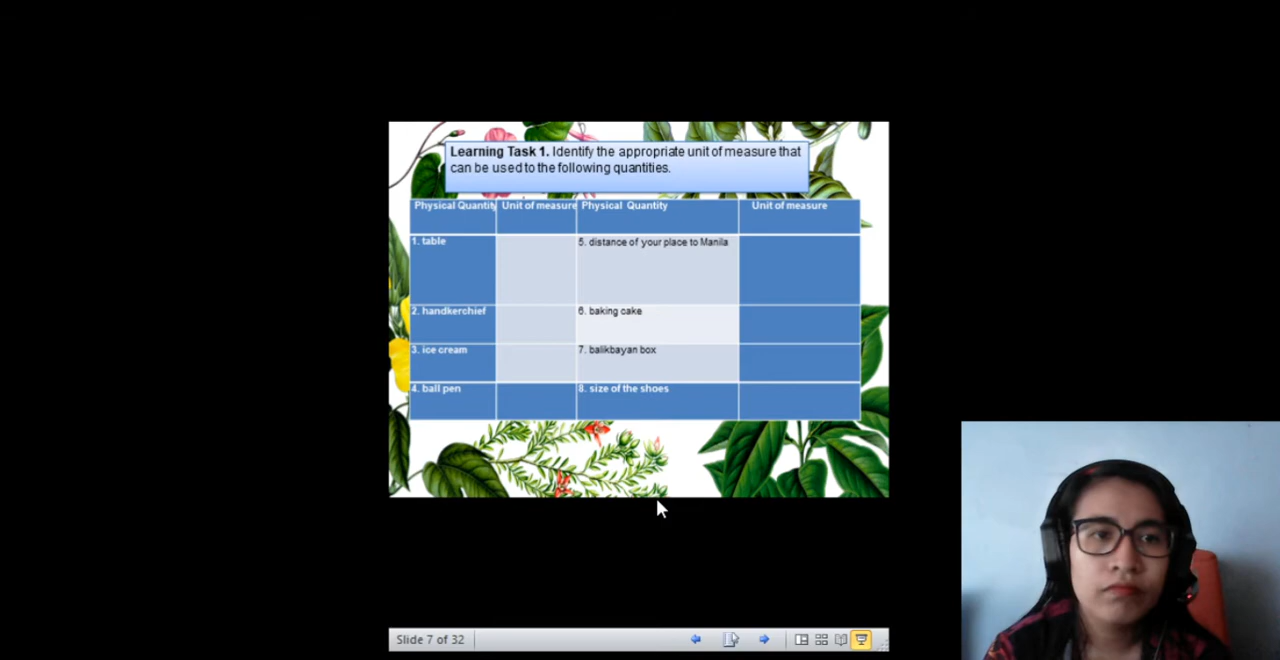 Learning Task 1. Identify the appropriate unit of measure that
can be used to the following quantities.
Physical Quantity Unit of measure Physical Quantity Unit of measure
1. table 5. distance of your place to Manila
2. handkerchief 6. baking cake
3. ice cream 7. balikbayan box
4. ball pen 8. size of the shoes
Slide 7 of 32